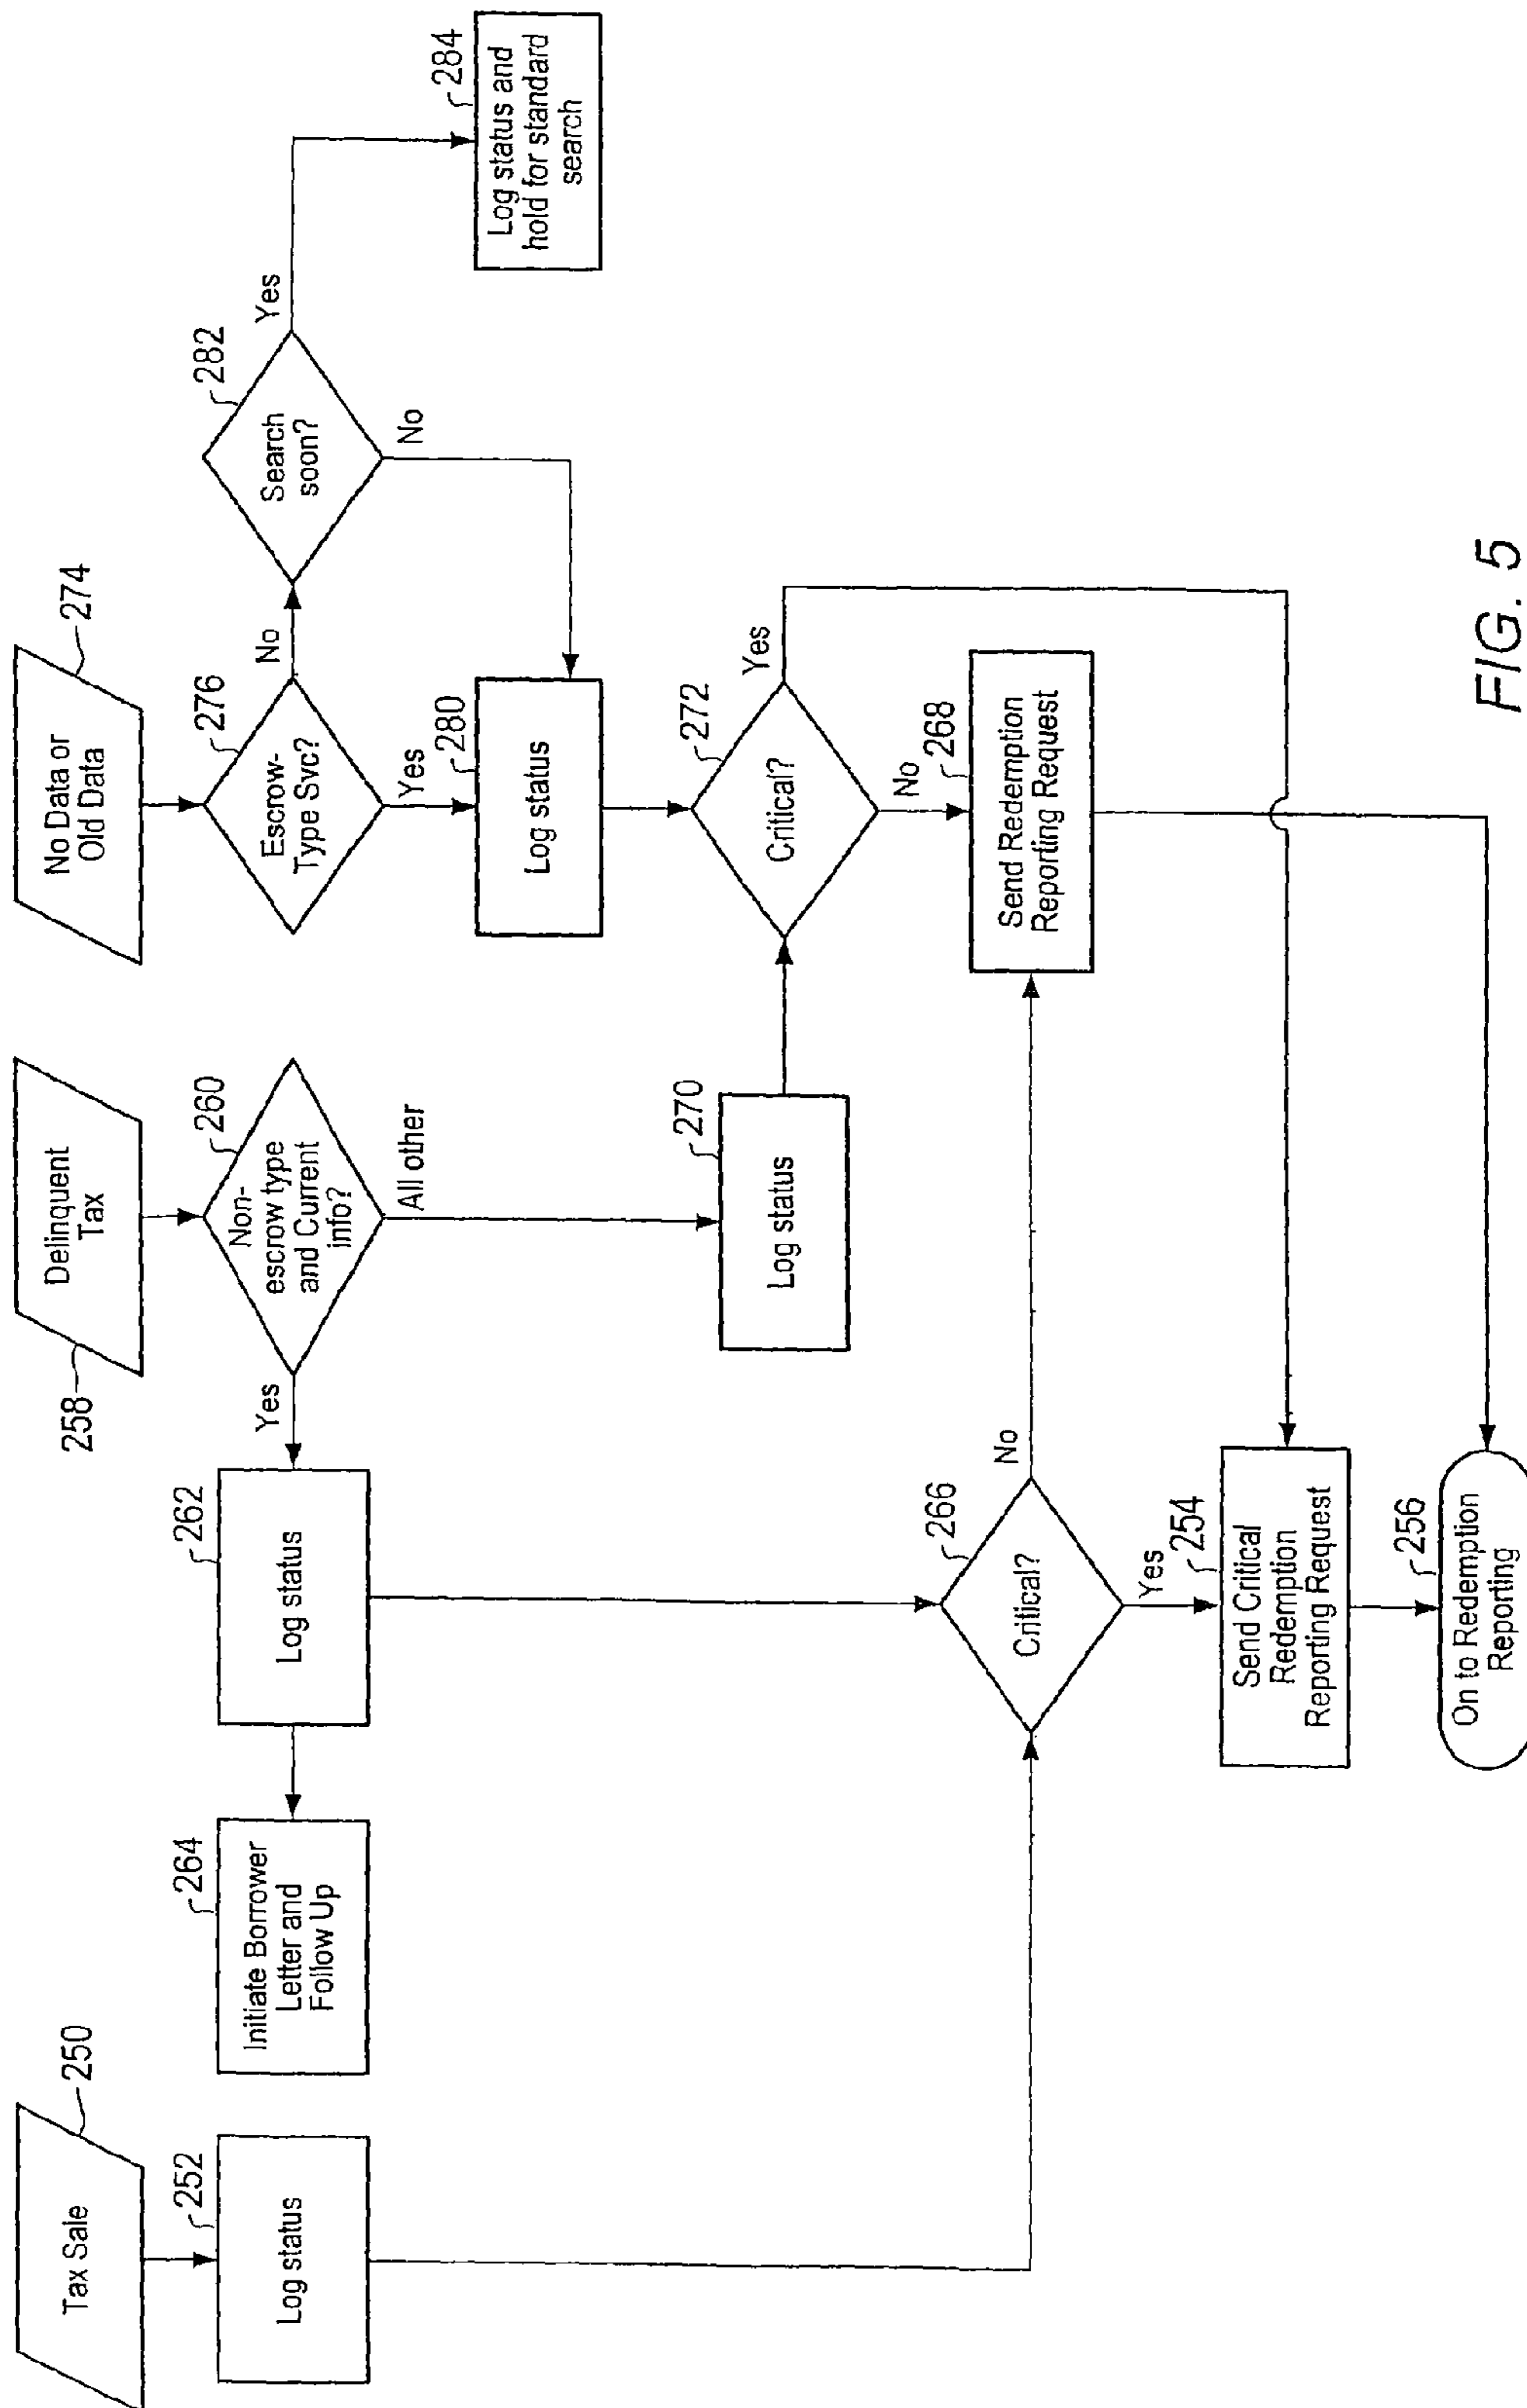 Tax Sale
250
252
Log status
Delinquent
Tax
258
260
Non-
escrow type
and Current
info?
Yes
All other
262
Log status
264
Initiate Borrower
Letter and
Follow Up
270
Log status
No Data or
Old Data
274
276
Escrow-
Type Svc?
No
Yes
282
Search
soon?
Yes
No
284
Log status and
hold for standard
search
280
Log status
272
Critical?
Yes
No
268
Send Redemption
Reporting Request
266
Critical?
No
Yes
254
Send Critical
Redemption
Reporting Request
256
On to Redemption
Reporting
FIG. 5